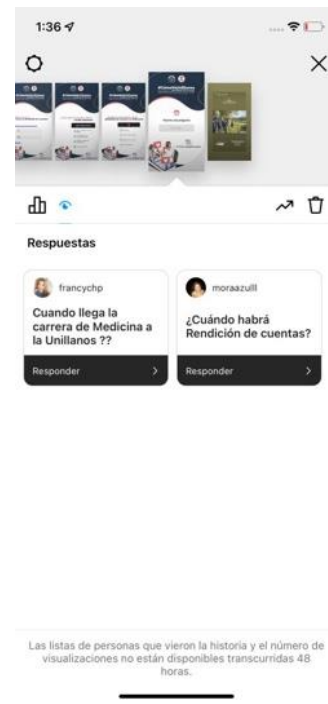 1:36
Respuestas
francychp
Cuando llega la
carrera de Medicina a
la Unillanos ??
Responder
moraazulll
¿Cuándo habrá
Rendición de cuentas?
Responder
Las listas de personas que vieron la historia y el número de
visualizaciones no están disponibles transcurridas 48
horas.